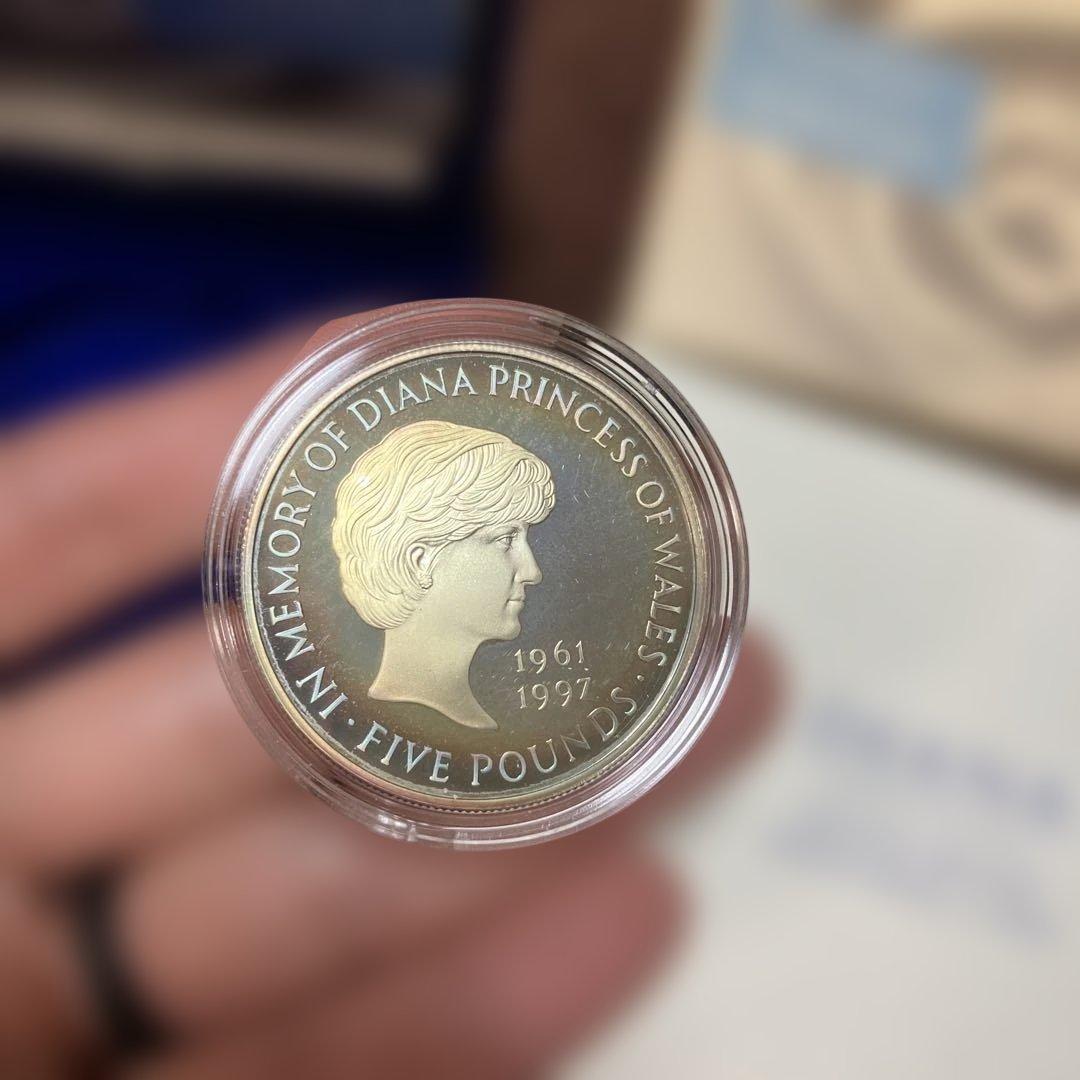 IN MEMORY OF DIANA PRINCESS OF WALES
1961
1997
· FIVE POUNDS ·